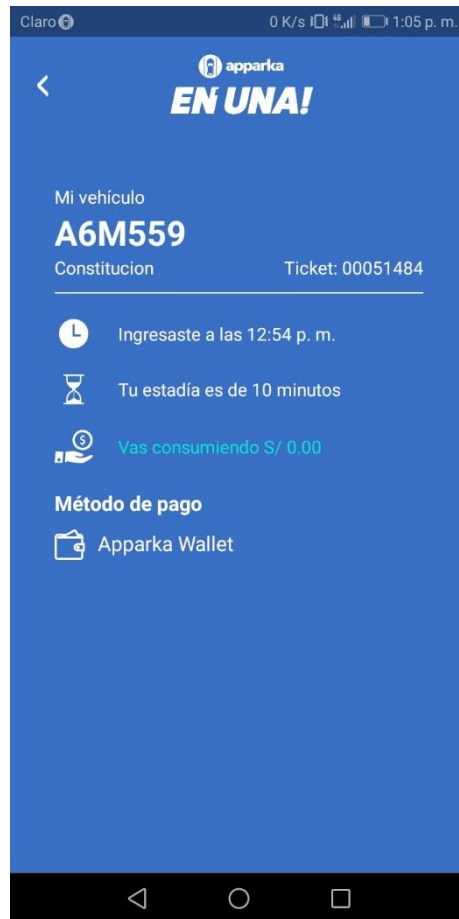 Claro 0 K/s 46 1:05 p. m.
apparka
EN UNA!
Mi vehículo
A6M559
Constitucion Ticket: 00051484
Ingresaste a las 12:54 p. m.
Tu estadía es de 10 minutos
Vas consumiendo S/ 0.00
Método de pago
Apparka Wallet